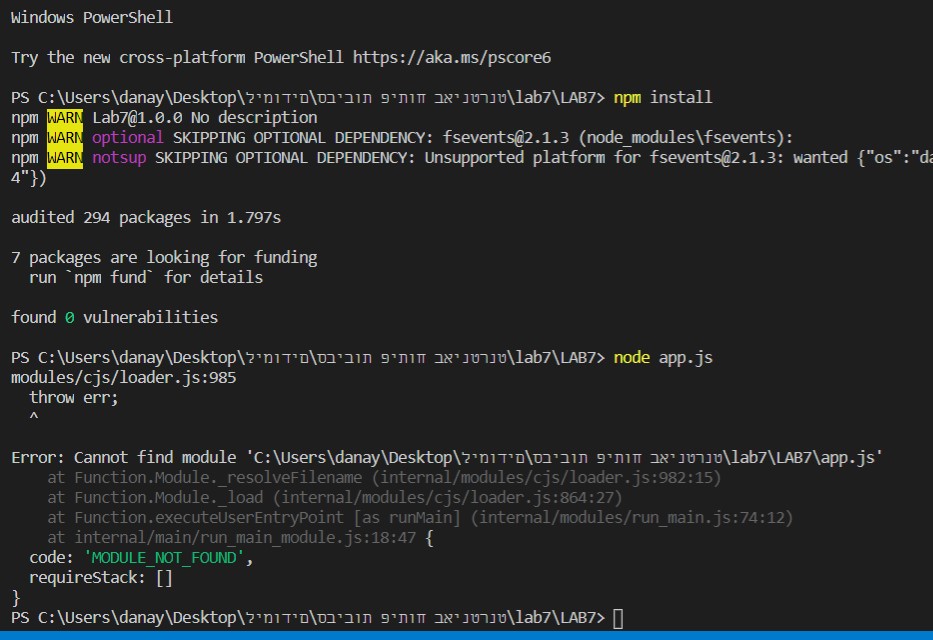 Windows PowerShell
Try the new cross-platform PowerShell https://aka.ms/pscore6
PS C:\Users\danay\Desktop\לימודים\סביבות פיתוח באינטרנט\lab7\LAB7> npm install
npm WARN Lab7@1.0.0 No description
npm WARN optional SKIPPING OPTIONAL DEPENDENCY: fsevents@2.1.3 (node_modules\fsevents):
npm WARN notsup SKIPPING OPTIONAL DEPENDENCY: Unsupported platform for fsevents@2.1.3: wanted {"os":"da
4"})
audited 294 packages in 1.797s
7 packages are looking for funding
run `npm fund` for details
found 0 vulnerabilities
PS C:\Users\danay\Desktop\לימודים\סביבות פיתוח באינטרנט\lab7\LAB7> node app.js
modules/cjs/loader.js:985
throw err;
^
Error: Cannot find module 'C:\Users\danay\Desktop\לימודים\סביבות פיתוח באינטרנט\lab7\LAB7\app.js'
at Function.Module._resolveFilename (internal/modules/cjs/loader.js:982:15)
at Function.Module._load (internal/modules/cjs/loader.js:864:27)
at Function.executeUserEntryPoint [as runMain] (internal/modules/run_main.js:74:12)
at internal/main/run_main_module.js:18:47 {
code: 'MODULE_NOT_FOUND',
requireStack: []
}
PS C:\Users\danay\Desktop\לימודים\סביבות פיתוח באינטרנט\lab7\LAB7>